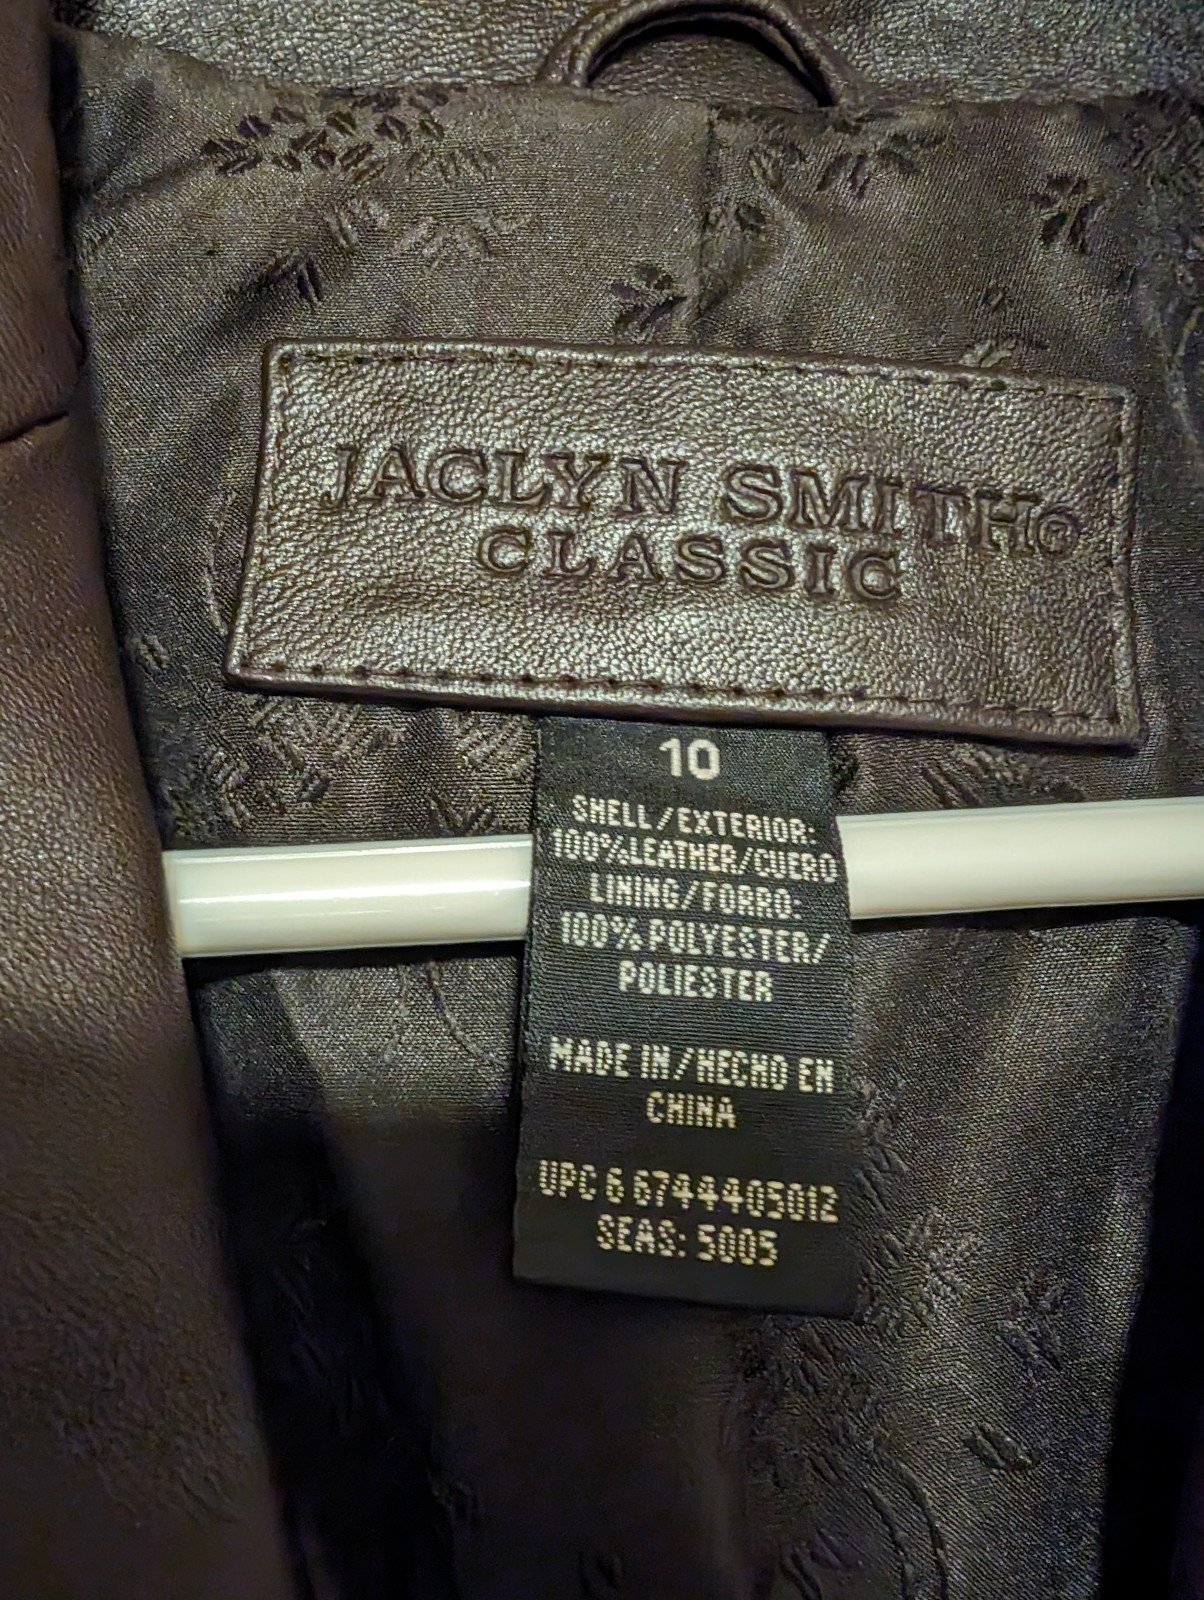 JACLYN SMITH®
CLASSIC
10
SHELL/EXTERIOR:
100%LEATHER/CUERO
LINING/FORRO:
100% POLYESTER/
POLIESTER
MADE IN/HECHO EN
CHINA
UPC 6 6744405012
SEAS: 5005